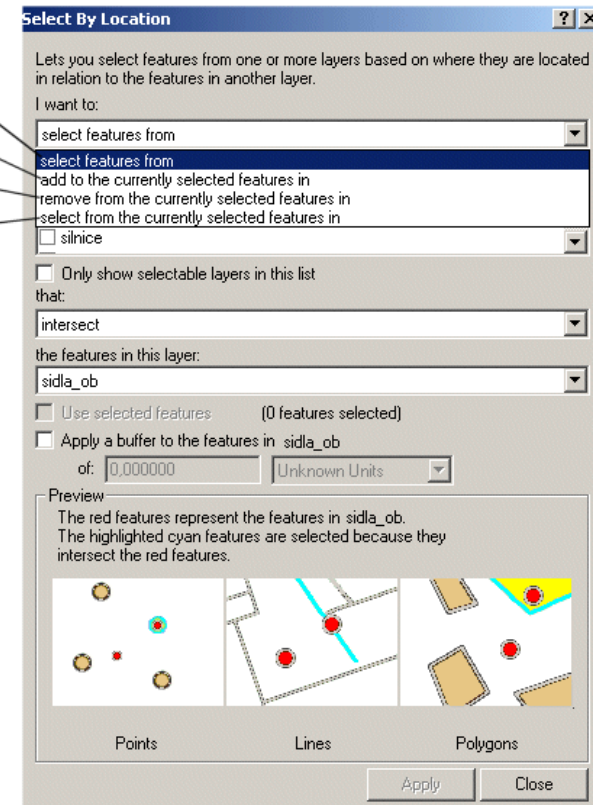 Select By Location
Lets you select features from one or more layers based on where they are located
in relation to the features in another layer.
I want to:
select features from
select features from
add to the currently selected features in
remove from the currently selected features in
select from the currently selected features in
silnice
Only show selectable layers in this list
that:
intersect
the features in this layer:
sidla_ob
Use selected features (0 features selected)
Apply a buffer to the features in sidla_ob
of: 0,000000 Unknown Units
Preview
The red features represent the features in sidla_ob.
The highlighted cyan features are selected because they
intersect the red features.
Points Lines Polygons
Apply Close